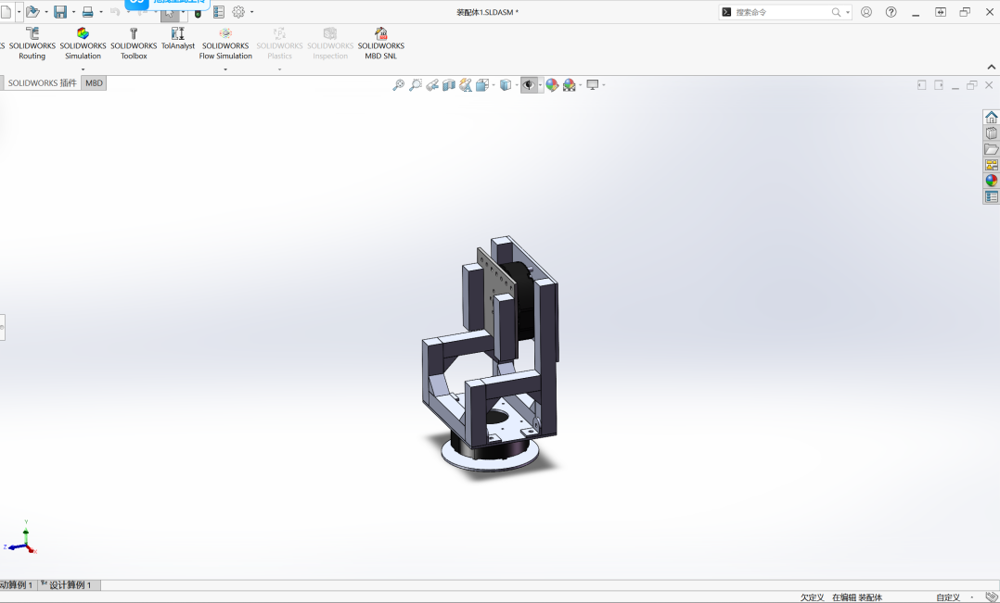 装配体1.SLDASM *
搜索命令
SOLIDWORKS Routing
SOLIDWORKS Simulation
SOLIDWORKS Toolbox
TolAnalyst
SOLIDWORKS Flow Simulation
SOLIDWORKS Plastics
SOLIDWORKS Inspection
SOLIDWORKS MBD SNL
SOLIDWORKS 插件
MBD
Y
Z
X
动算例 1
设计算例 1
欠定义
在编辑 装配体
自定义